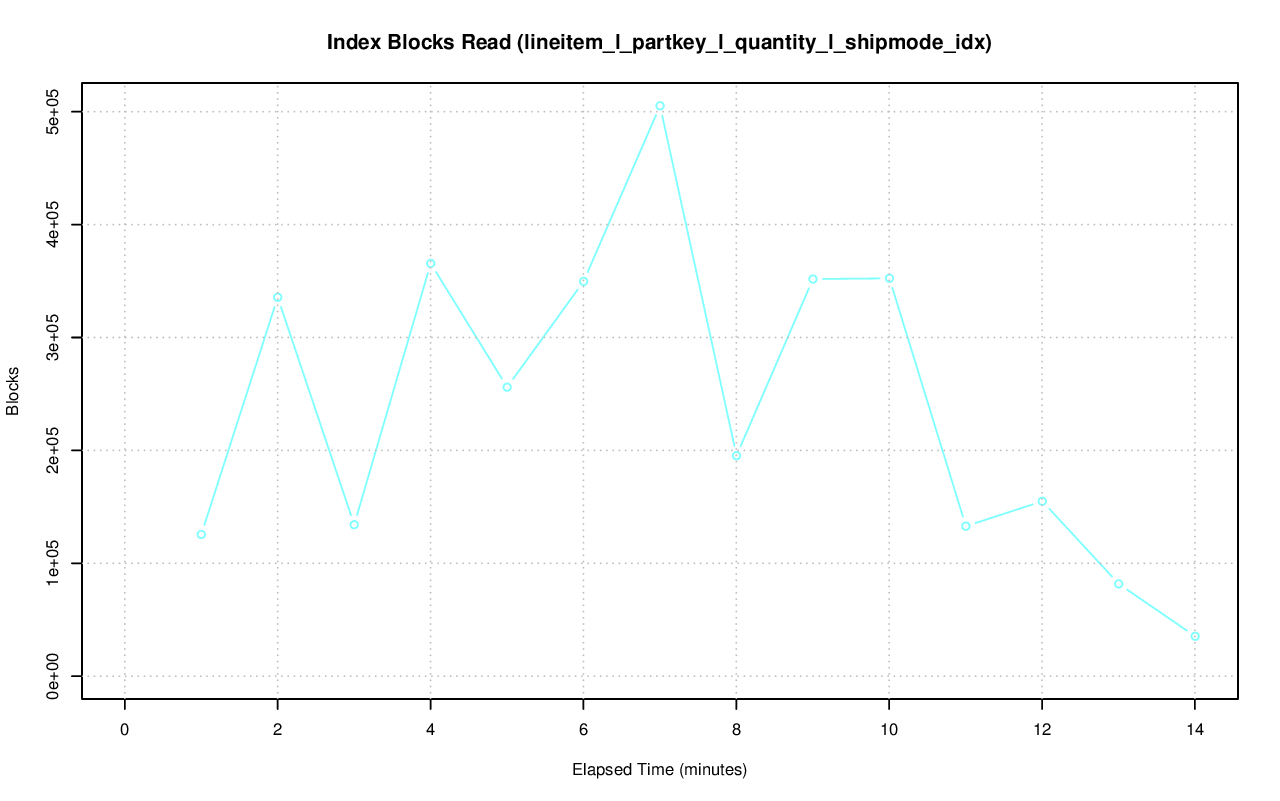 Index Blocks Read (lineitem_l_partkey_l_quantity_l_shipmode_idx)
5e+05
4e+05
3e+05
2e+05
1e+05
0e+00
Blocks
0 2 4 6 8 10 12 14
Elapsed Time (minutes)